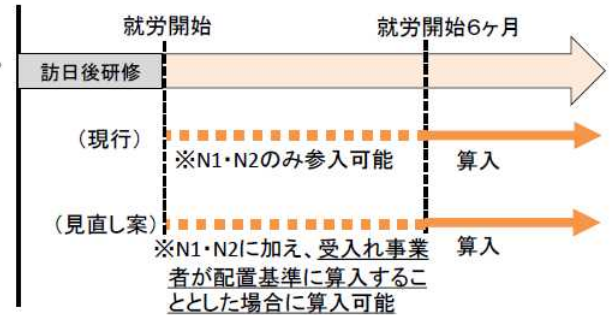 就労開始 就労開始6ヶ月
訪日後研修
(現行)
※N1・N2のみ参入可能 算入
(見直し案)
※N1・N2に加え、受入れ事業 算入
者が配置基準に算入するこ
ととした場合に算入可能